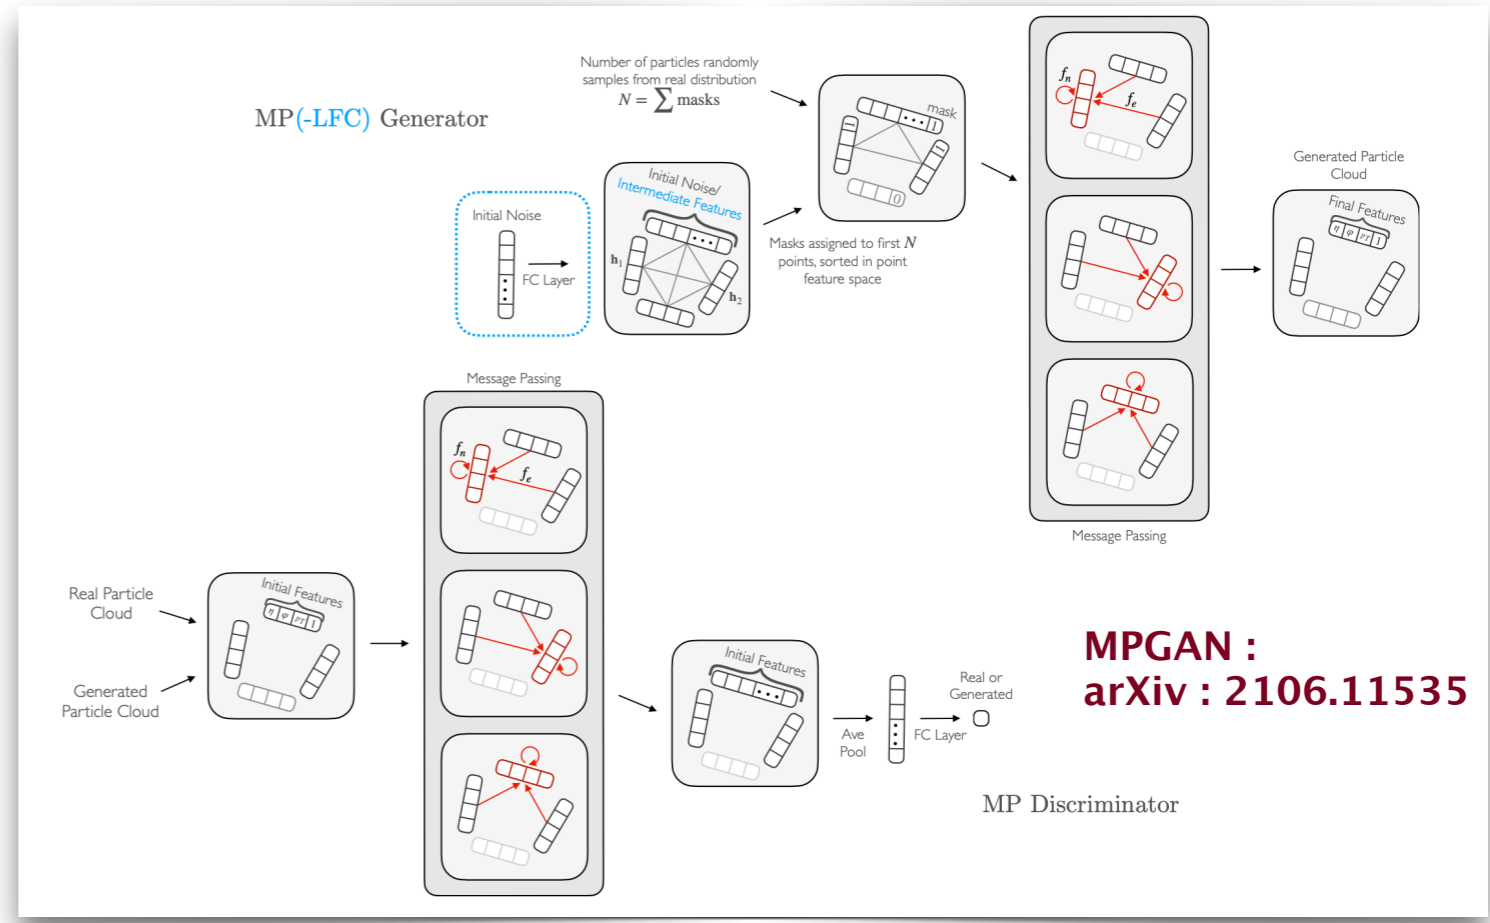 MP(-LFC) Generator
Number of particles randomly
samples from real distribution
N = ∑ masks
Initial Noise
FC Layer
Initial Noise/
Intermediate Features
h₁
h₂
mask
1
1
1
0
Masks assigned to first N
points, sorted in point
feature space
fₙ
fₑ
Message Passing
Generated Particle
Cloud
Final Features
η φ PT 1
Message Passing
fₙ
fₑ
Real Particle
Cloud
Generated
Particle Cloud
Initial Features
η φ PT 1
Initial Features
Ave
Pool
FC Layer
Real or
Generated
MP Discriminator
MPGAN :
arXiv : 2106.11535